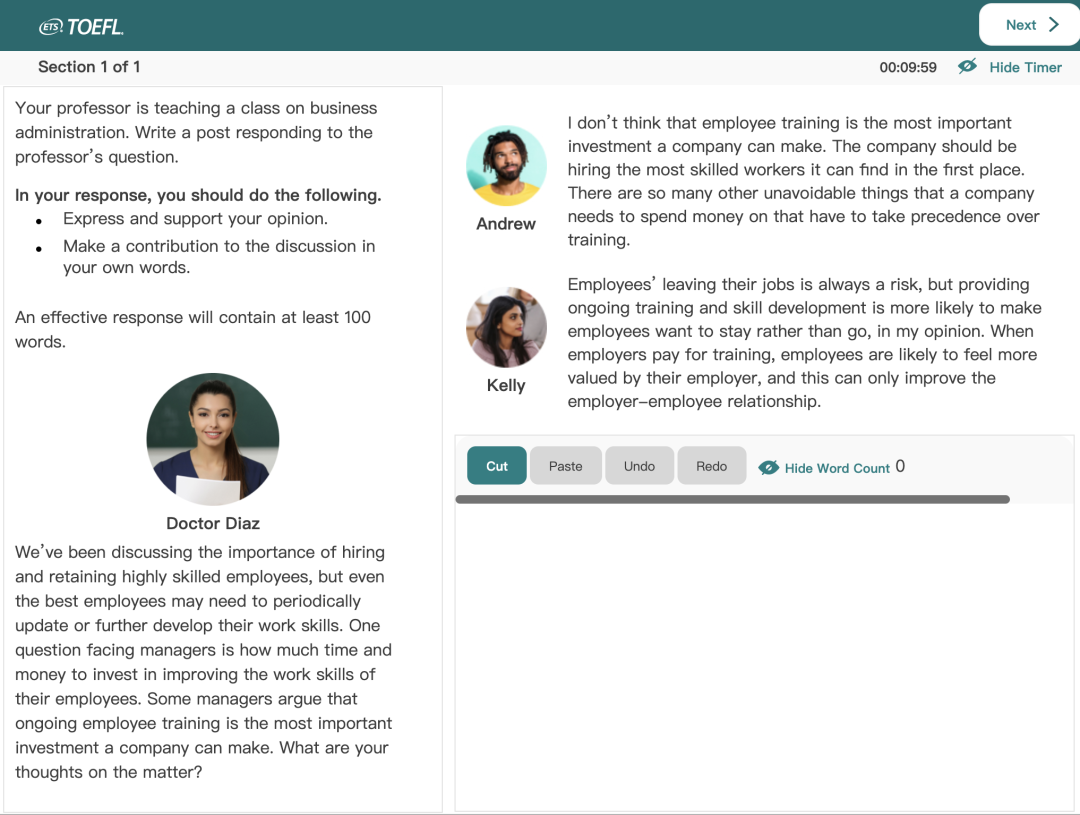 ETS TOEFL.
Next
Section 1 of 1
00:09:59
Hide Timer
Your professor is teaching a class on business
administration. Write a post responding to the
professor's question.
In your response, you should do the following.
• Express and support your opinion.
• Make a contribution to the discussion in
your own words.
An effective response will contain at least 100
words.
Doctor Diaz
We've been discussing the importance of hiring
and retaining highly skilled employees, but even
the best employees may need to periodically
update or further develop their work skills. One
question facing managers is how much time and
money to invest in improving the work skills of
their employees. Some managers argue that
ongoing employee training is the most important
investment a company can make. What are your
thoughts on the matter?
I don't think that employee training is the most important
investment a company can make. The company should be
hiring the most skilled workers it can find in the first place.
There are so many other unavoidable things that a company
needs to spend money on that have to take precedence over
training.
Andrew
Employees' leaving their jobs is always a risk, but providing
ongoing training and skill development is more likely to make
employees want to stay rather than go, in my opinion. When
employers pay for training, employees are likely to feel more
valued by their employer, and this can only improve the
employer–employee relationship.
Kelly
Cut
Paste
Undo
Redo
Hide Word Count 0